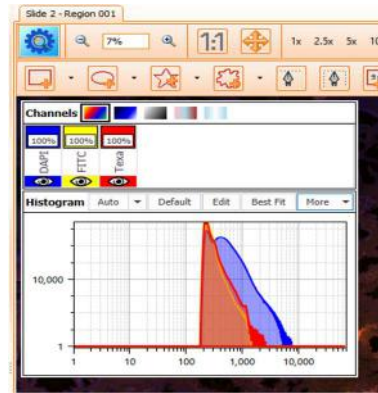 Slide 2 - Region 001
7% 1:1 1x 2.5x 5x
Channels
100% 100% 100%
DAPI FITC Texa
Histogram Auto Default Edit Best Fit More
10,000
1
1 10 100 1,000 10,000